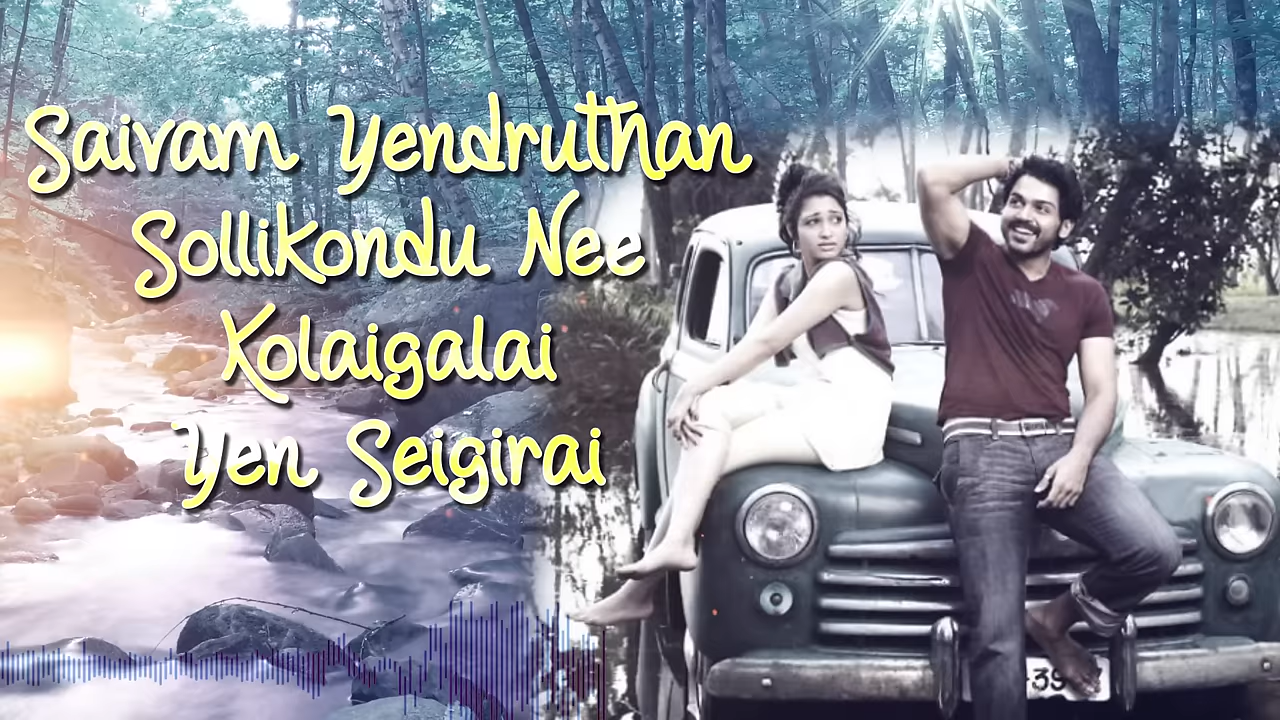 Saivam Yendruthan
Sollikondu Nee
Kolaigalai
Yen Seigirai